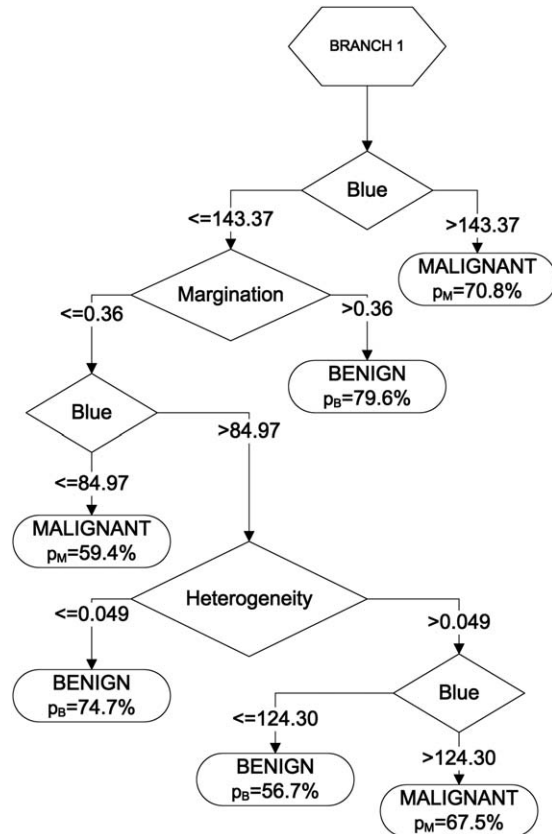 BRANCH 1
Blue
<=143.37
>143.37
MALIGNANT
pM=70.8%
Margination
<=0.36
>0.36
BENIGN
pB=79.6%
Blue
>84.97
<=84.97
MALIGNANT
pM=59.4%
Heterogeneity
<=0.049
>0.049
BENIGN
pB=74.7%
Blue
<=124.30
>124.30
BENIGN
pB=56.7%
MALIGNANT
pM=67.5%